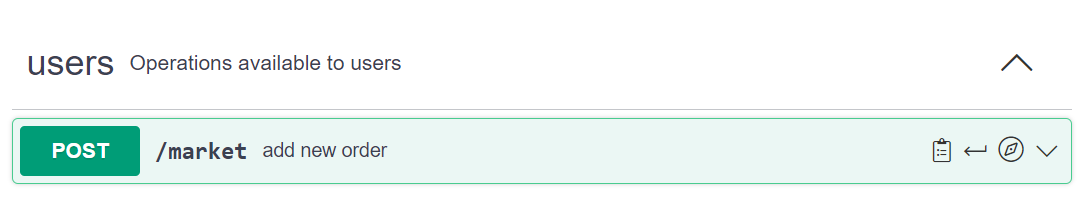 users Operations available to users
POST /market add new order